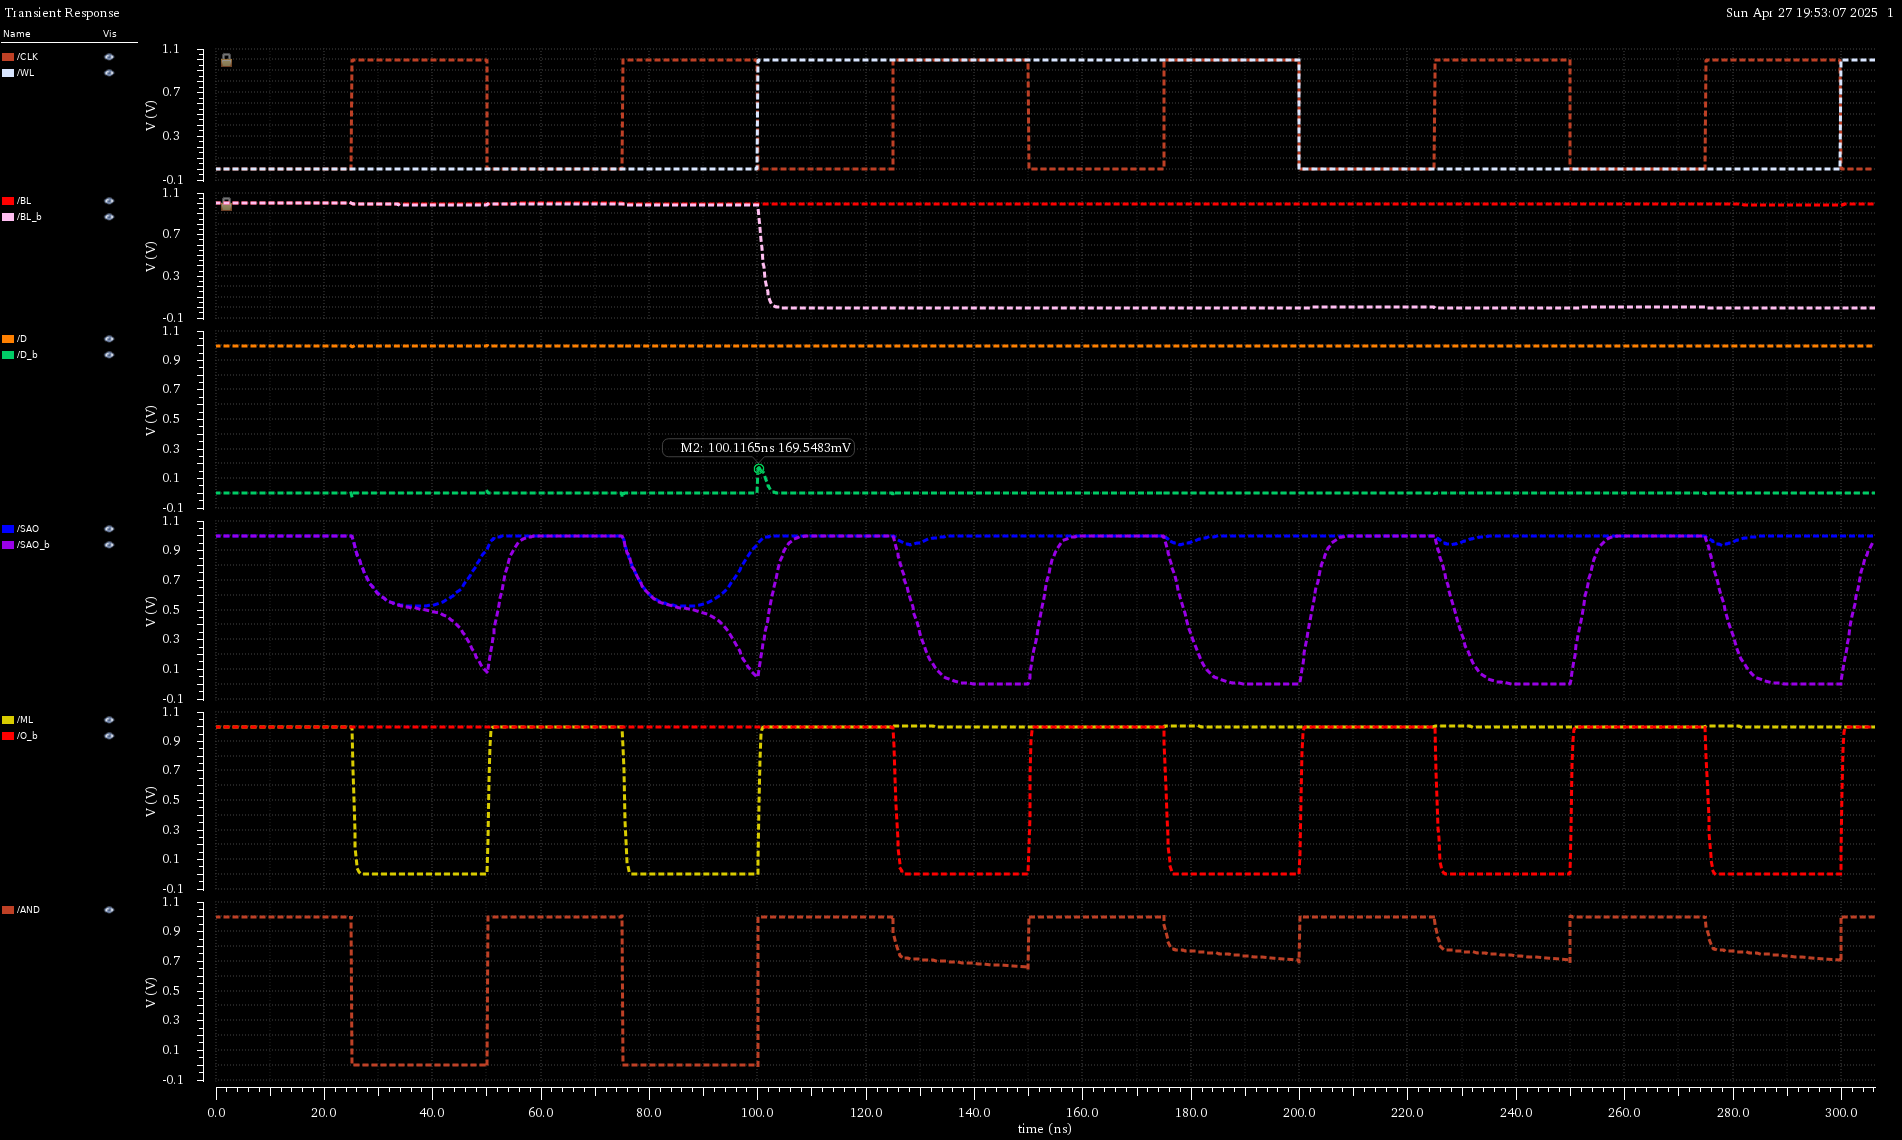 Transient Response
Sun Apr 27 19:53:07 2025 1
Name Vis
/CLK
/WL
1.1
0.7
0.3
-0.1
V (V)
/BL
/BL_b
1.1
0.7
0.3
-0.1
V (V)
/D
/D_b
1.1
0.9
0.7
0.5
0.3
0.1
-0.1
V (V)
M2: 100.1165ns 169.5483mV
/SAO
/SAO_b
1.1
0.9
0.7
0.5
0.3
0.1
-0.1
V (V)
/ML
/O_b
1.1
0.9
0.7
0.5
0.3
0.1
-0.1
V (V)
/AND
1.1
0.9
0.7
0.5
0.3
0.1
-0.1
V (V)
0.0 20.0 40.0 60.0 80.0 100.0 120.0 140.0 160.0 180.0 200.0 220.0 240.0 260.0 280.0 300.0
time (ns)